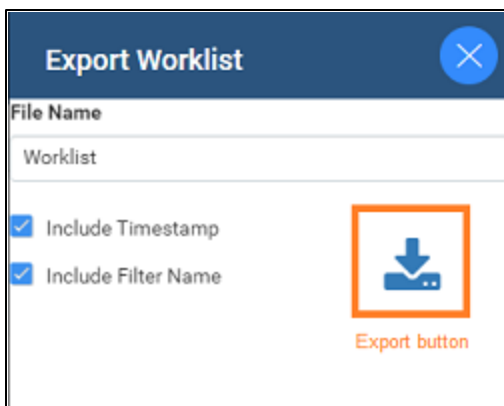 Export Worklist
File Name
Worklist
Include Timestamp
Include Filter Name
Export button